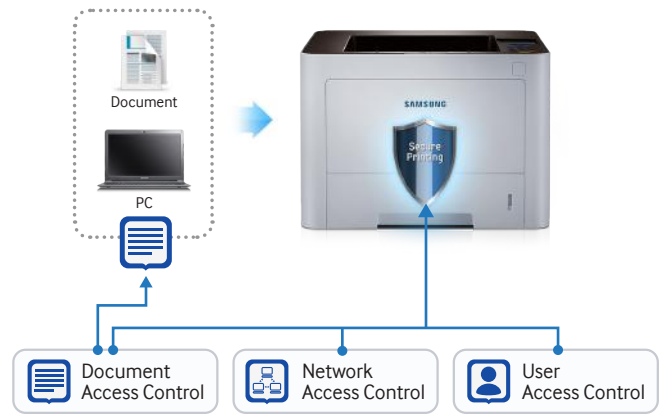 Document
PC
SAMSUNG
Secure
Printing
Document
Access Control
Network
Access Control
User
Access Control